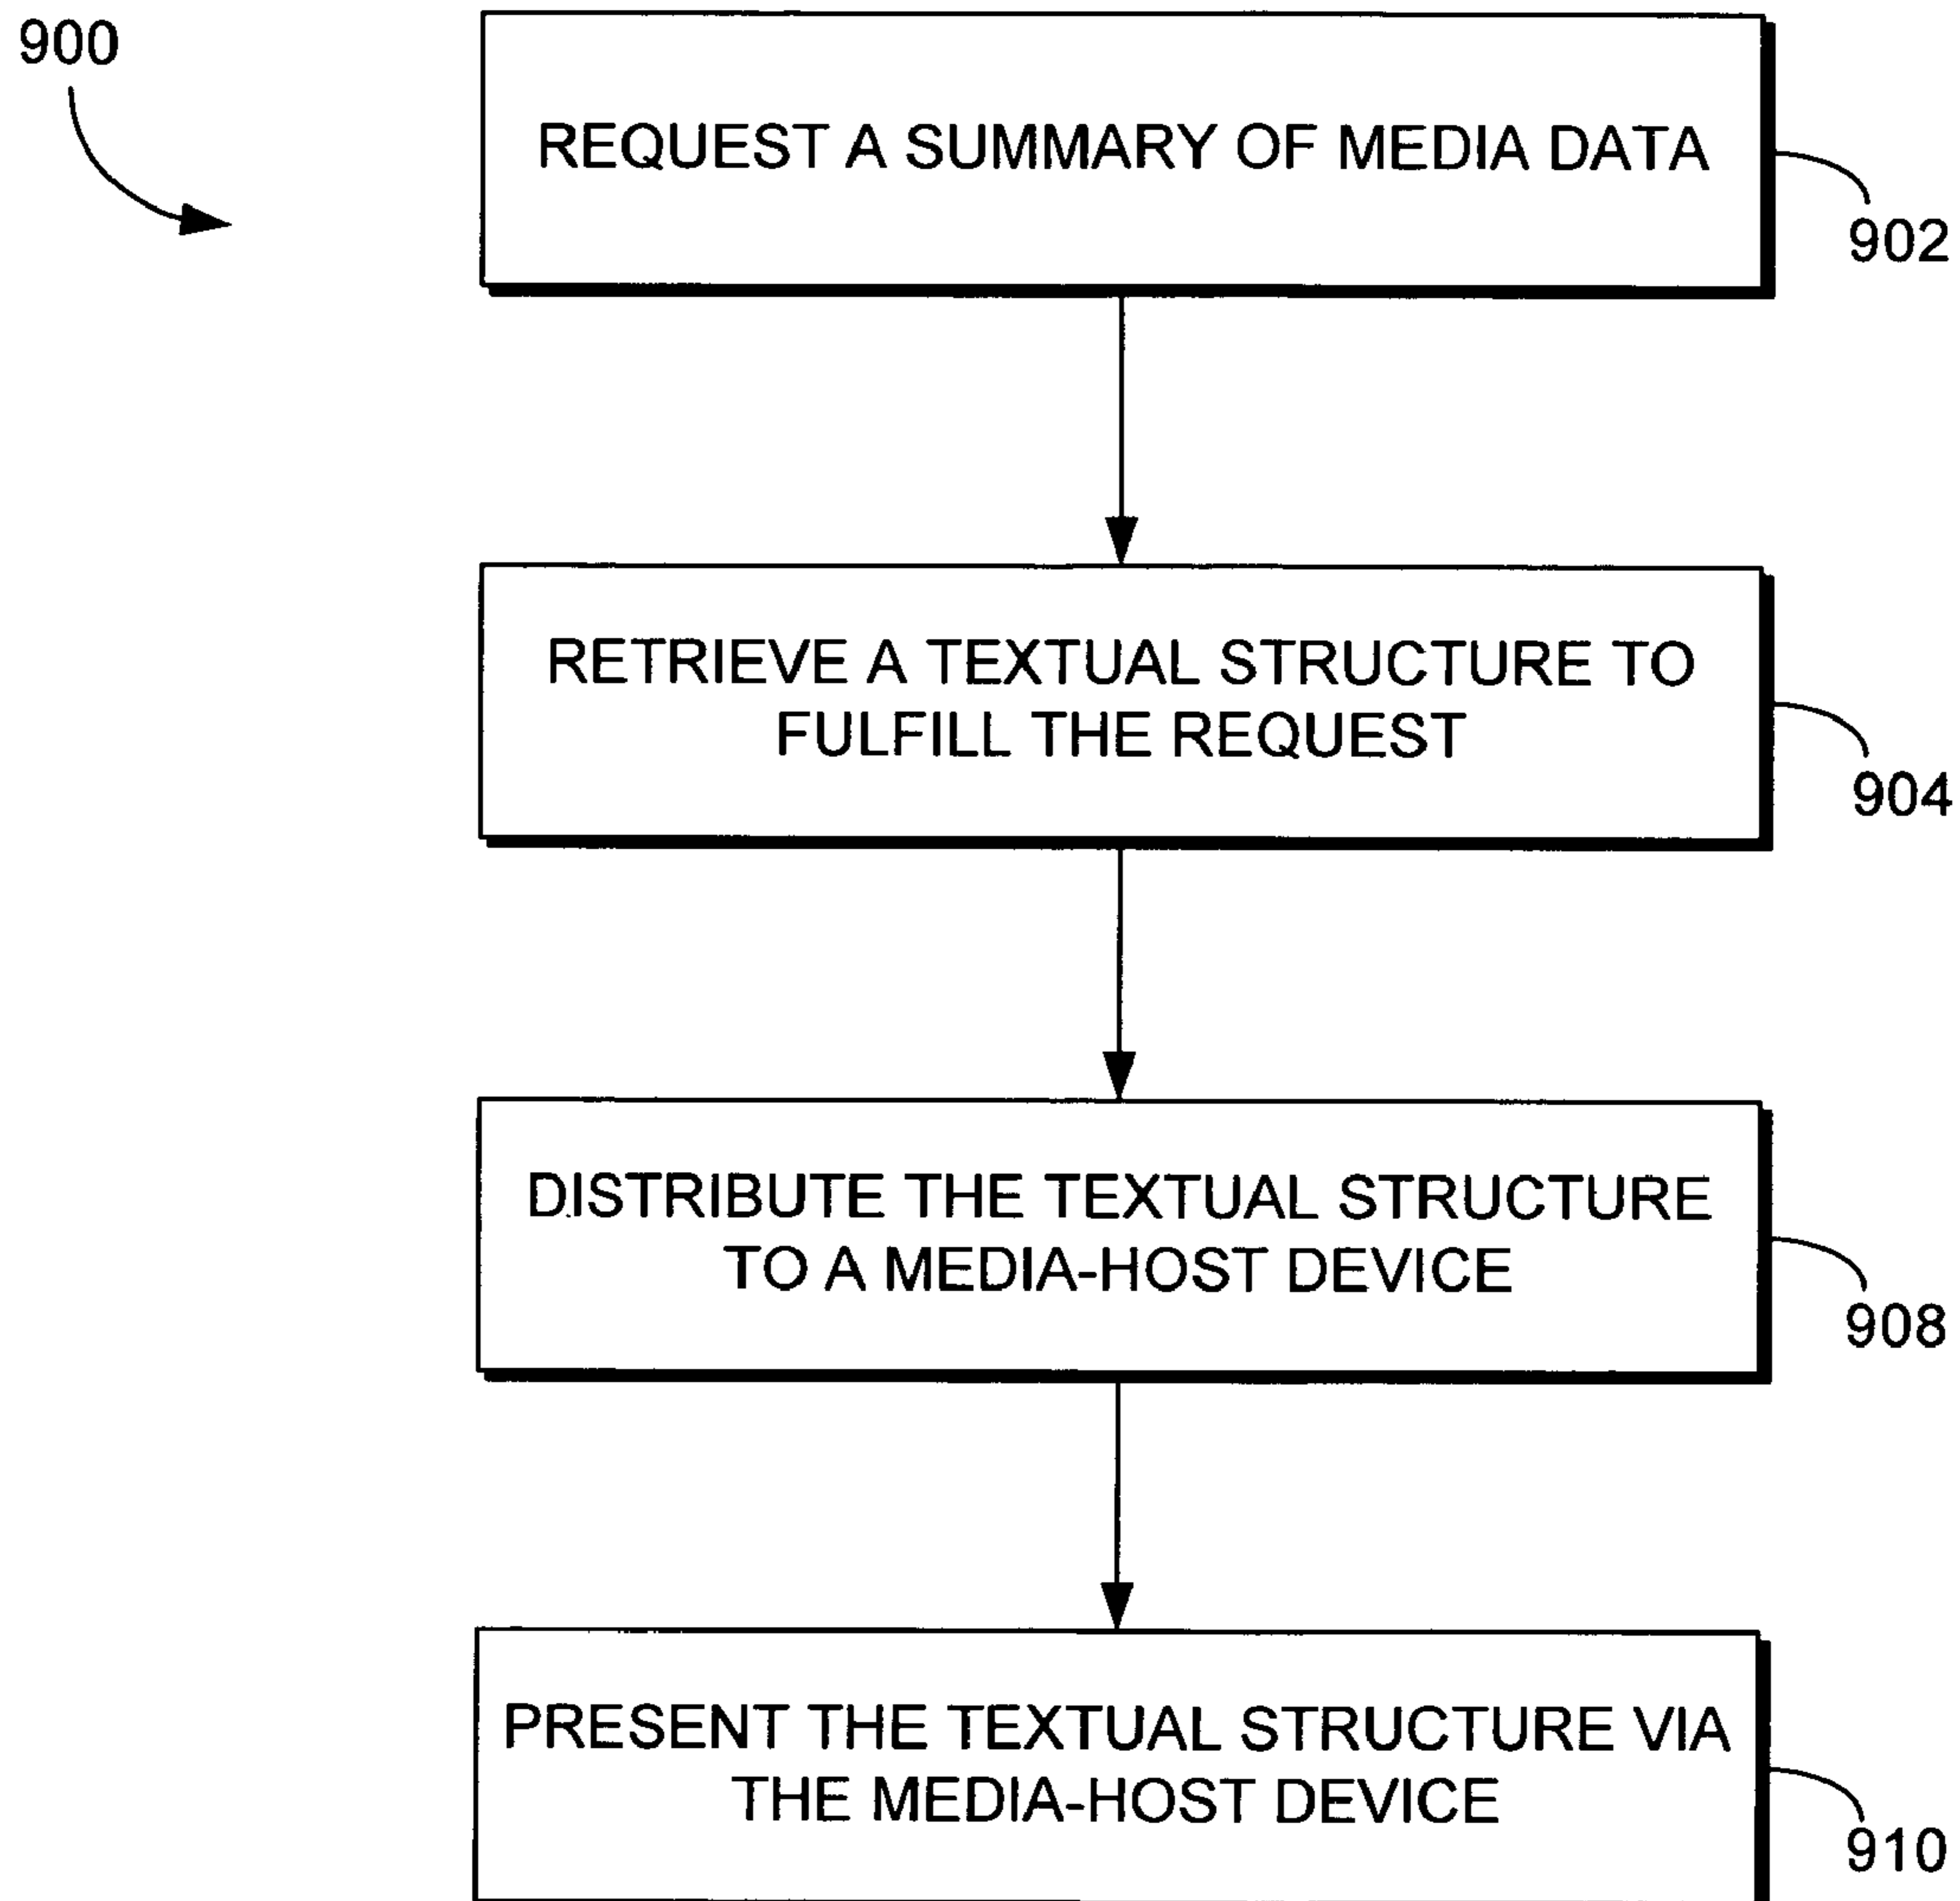 900
REQUEST A SUMMARY OF MEDIA DATA
902
RETRIEVE A TEXTUAL STRUCTURE TO
FULFILL THE REQUEST
904
DISTRIBUTE THE TEXTUAL STRUCTURE
TO A MEDIA-HOST DEVICE
908
PRESENT THE TEXTUAL STRUCTURE VIA
THE MEDIA-HOST DEVICE
910